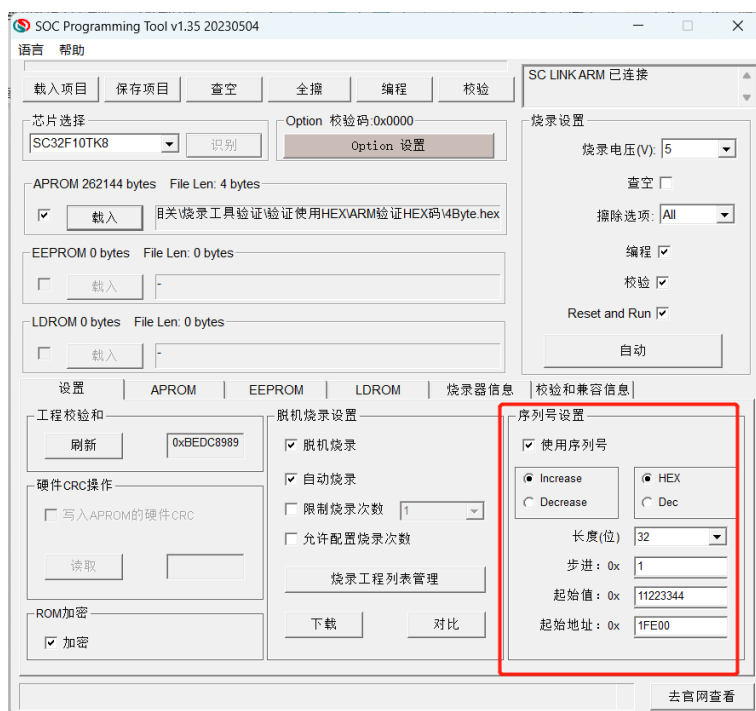 SOC Programming Tool v1.35 20230504
语言 帮助
载入项目 保存项目 查空 全擦 编程 校验
SC LINK ARM 已连接
芯片选择
SC32F10TK8 识别
Option 校验码:0x0000
Option 设置
烧录设置
烧录电压(V): 5
查空
擦除选项: All
编程
校验
Reset and Run
自动
APROM 262144 bytes File Len: 4 bytes
载入 目关\烧录工具验证\验证使用HEX\ARM验证HEX码\4Byte.hex
EEPROM 0 bytes File Len: 0 bytes
载入 -
LDROM 0 bytes File Len: 0 bytes
载入 -
设置 APROM EEPROM LDROM 烧录器信息 校验和兼容信息
工程校验和
刷新 0xBEDC8989
硬件CRC操作
写入APROM的硬件CRC
读取
ROM加密
加密
脱机烧录设置
脱机烧录
自动烧录
限制烧录次数 1
允许配置烧录次数
烧录工程列表管理
下载 对比
序列号设置
使用序列号
Increase HEX
Decrease Dec
长度(位) 32
步进：0x 1
起始值：0x 11223344
起始地址：0x 1FE00
去官网查看